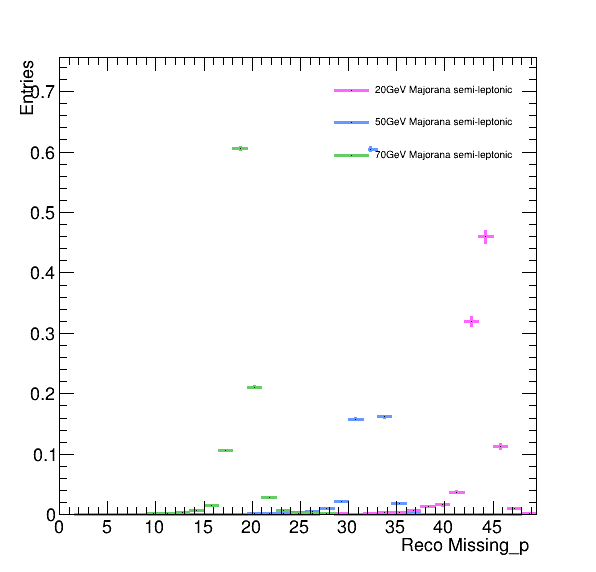 Entries
0.7
0.6
0.5
0.4
0.3
0.2
0.1
0
20GeV Majorana semi-leptonic
50GeV Majorana semi-leptonic
70GeV Majorana semi-leptonic
0 5 10 15 20 25 30 35 40 45
Reco Missing_p